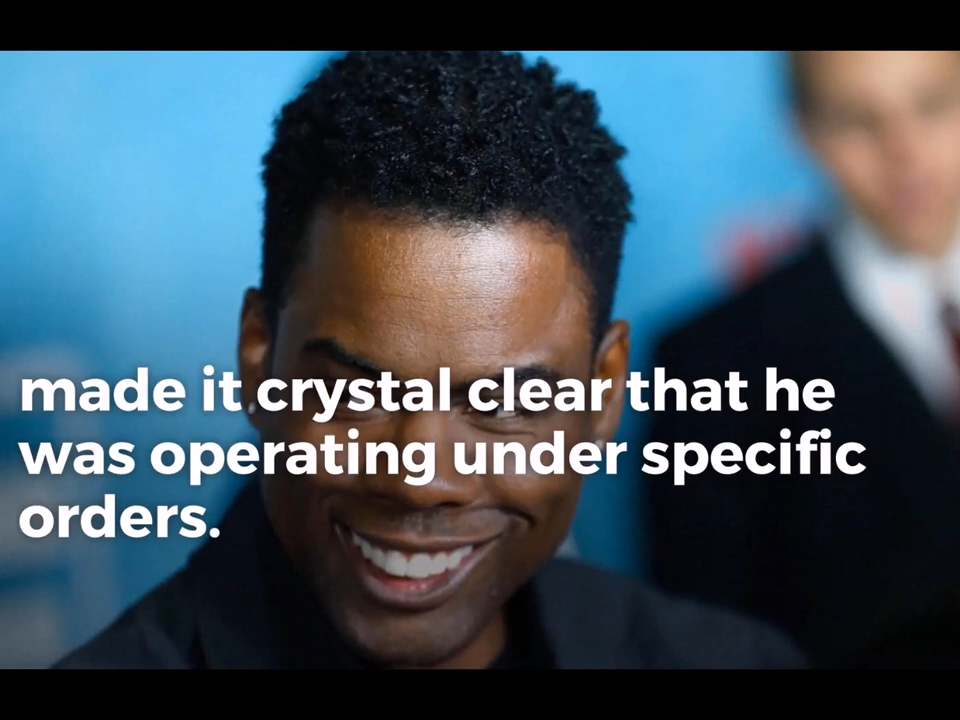 made it crystal clear that he
was operating under specific
orders.